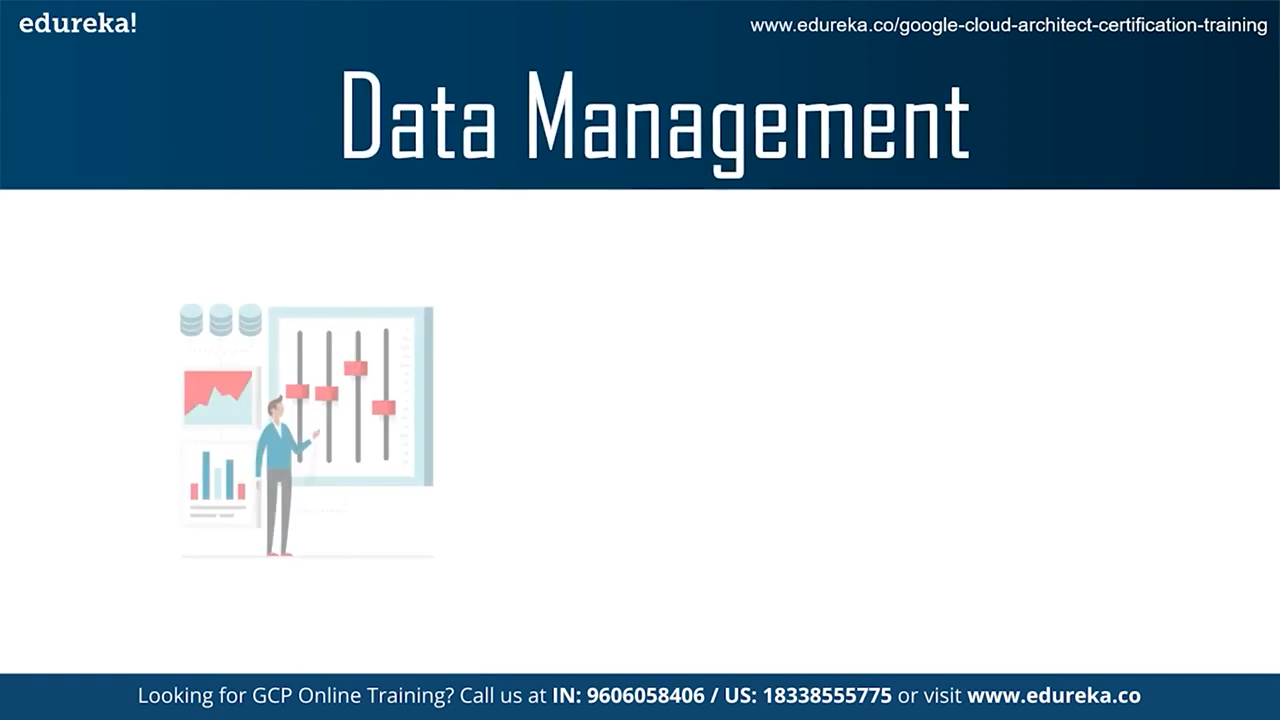 edureka!
www.edureka.co/google-cloud-architect-certification-training
Data Management
Looking for GCP Online Training? Call us at IN: 9606058406 / US: 18338555775 or visit www.edureka.co